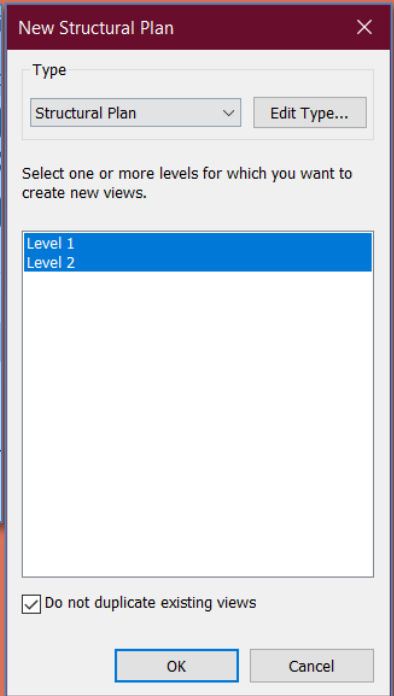 New Structural Plan
Type
Structural Plan
Edit Type...
Select one or more levels for which you want to
create new views.
Level 1
Level 2
Do not duplicate existing views
OK
Cancel